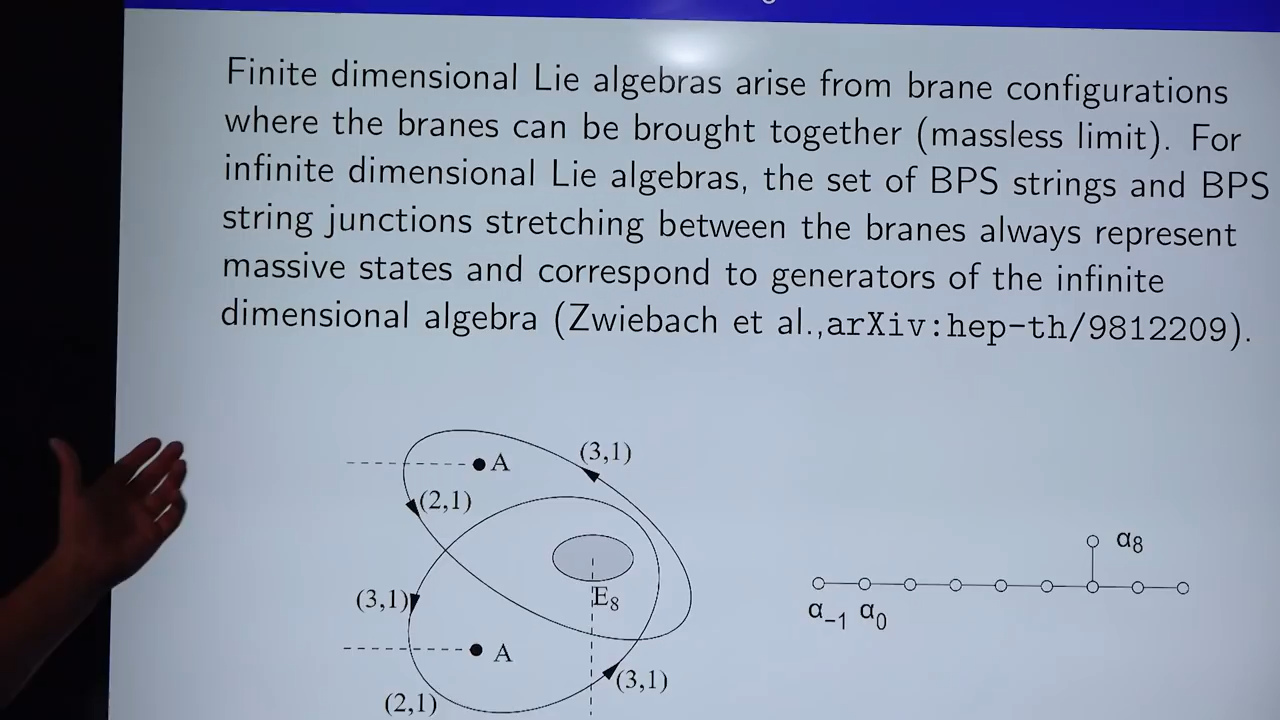 Finite dimensional Lie algebras arise from brane configurations
where the branes can be brought together (massless limit). For
infinite dimensional Lie algebras, the set of BPS strings and BPS
string junctions stretching between the branes always represent
massive states and correspond to generators of the infinite
dimensional algebra (Zwiebach et al.,arXiv:hep-th/9812209).
(3,1)
A
(2,1)
α₈
(3,1)
E₈
α₋₁ α₀
A
(3,1)
(2,1)